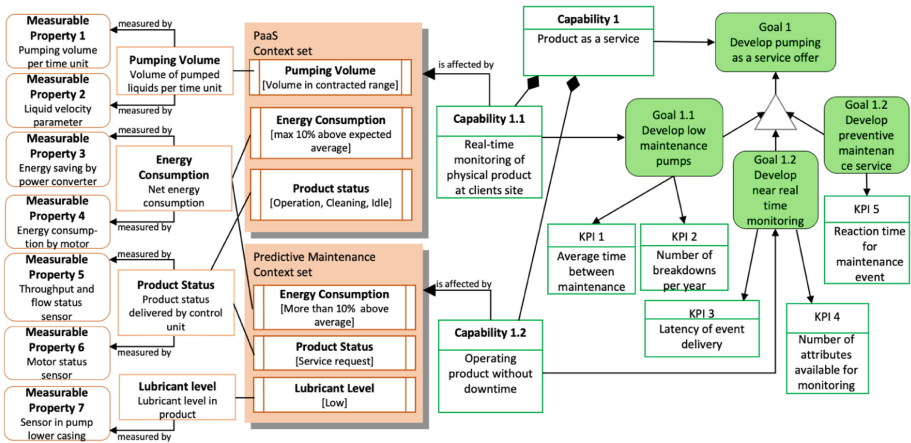 Measurable
Property 1
Pumping volume
per time unit
measured by
Measurable
Property 2
Liquid velocity
parameter
measured by
Pumping Volume
Volume of pumped
liquids per time unit
Measurable
Property 3
Energy saving by
power converter
measured by
Measurable
Property 4
Energy consump-
tion by motor
measured by
Energy
Consumption
Net energy
consumption
Measurable
Property 5
Throughput and
flow status
sensor
measured by
Measurable
Property 6
Motor status
sensor
measured by
Product Status
Product status
delivered by control
unit
Measurable
Property 7
Sensor in pump
lower casing
measured by
Lubricant level
Lubricant level in
product
PaaS
Context set
Pumping Volume
[Volume in contracted range]
Energy Consumption
[max 10% above expected
average]
Product status
[Operation, Cleaning, Idle]
Predictive Maintenance
Context set
Energy Consumption
[More than 10% above
average]
Product Status
[Service request]
Lubricant Level
[Low]
is affected by
is affected by
Capability 1
Product as a service
Capability 1.1
Real-time
monitoring of
physical product
at clients site
Capability 1.2
Operating
product without
downtime
Goal 1
Develop pumping
as a service offer
Goal 1.1
Develop low
maintenance
pumps
Goal 1.2
Develop
near real
time
monitoring
Goal 1.2
Develop
preventive
maintenan
ce service
KPI 1
Average time
between
maintenance
KPI 2
Number of
breakdowns
per year
KPI 3
Latency of event
delivery
KPI 4
Number of
attributes
available for
monitoring
KPI 5
Reaction time
for
maintenance
event